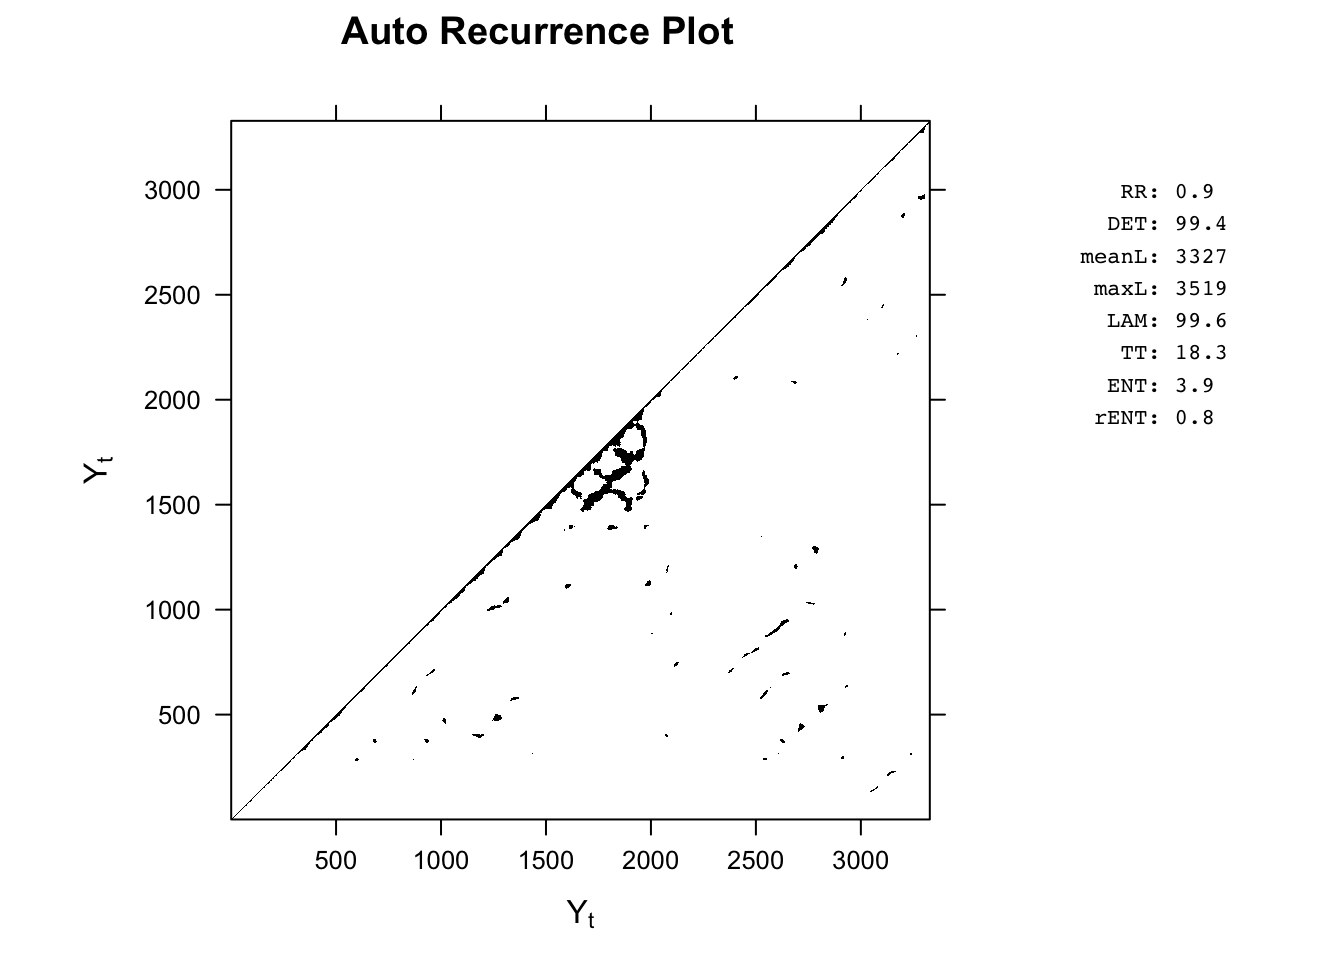 Auto Recurrence Plot
3000
2500
2000
1500
1000
500
Yt
500 1000 1500 2000 2500 3000
Yt
RR: 0.9
DET: 99.4
meanL: 3327
maxL: 3519
LAM: 99.6
TT: 18.3
ENT: 3.9
rENT: 0.8